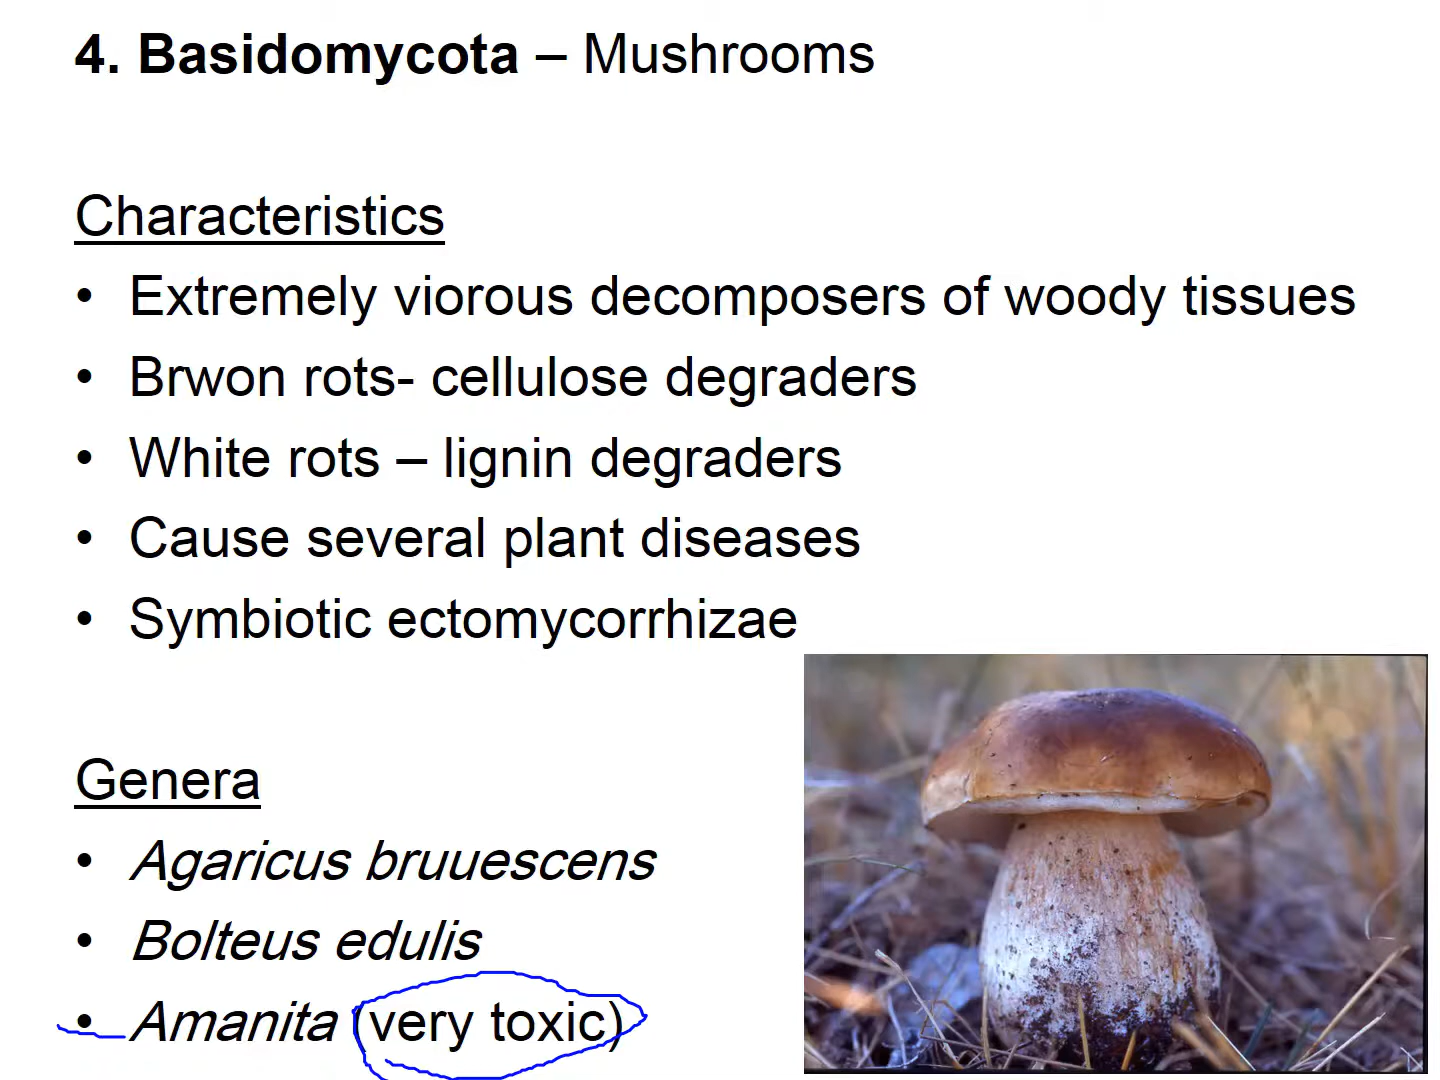 4. Basidomycota – Mushrooms
Characteristics
• Extremely viorous decomposers of woody tissues
• Brwon rots- cellulose degraders
• White rots – lignin degraders
• Cause several plant diseases
• Symbiotic ectomycorrhizae
Genera
• Agaricus bruuescens
• Bolteus edulis
• Amanita (very toxic)